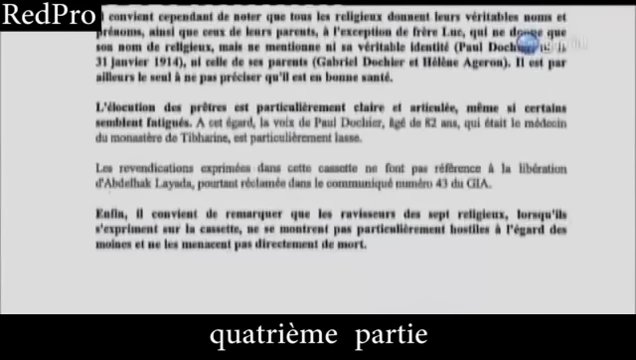 RedPro
Il convient cependant de noter que tous les religieux donnent leurs véritables noms et
prénoms, ainsi que ceux de leurs parents, à l'exception de frère Luc, qui ne donne que
son nom de religieux, mais ne mentionne ni sa véritable identité (Paul Dochier
31 janvier 1914), ni celle de ses parents (Gabriel Dochier et Hélène Ageron). Il est par
ailleurs le seul à ne pas préciser qu'il est en bonne santé.
L'élocution des prêtres est particulièrement claire et articulée, même si certains
semblent fatigués. A cet égard, la voix de Paul Dochier, âgé de 82 ans, qui était le médecin
du monastère de Tibharine, est particulièrement lasse.
Les revendications exprimées dans cette cassette ne font pas référence à la libération
d'Abdelhak Layada, pourtant réclamée dans le communiqué numéro 43 du GIA.
Enfin, il convient de remarquer que les ravisseurs des sept religieux, lorsqu'ils
s'expriment sur la cassette, ne se montrent pas particulièrement hostiles à l'égard des
moines et ne les menacent pas directement de mort.
quatrième partie